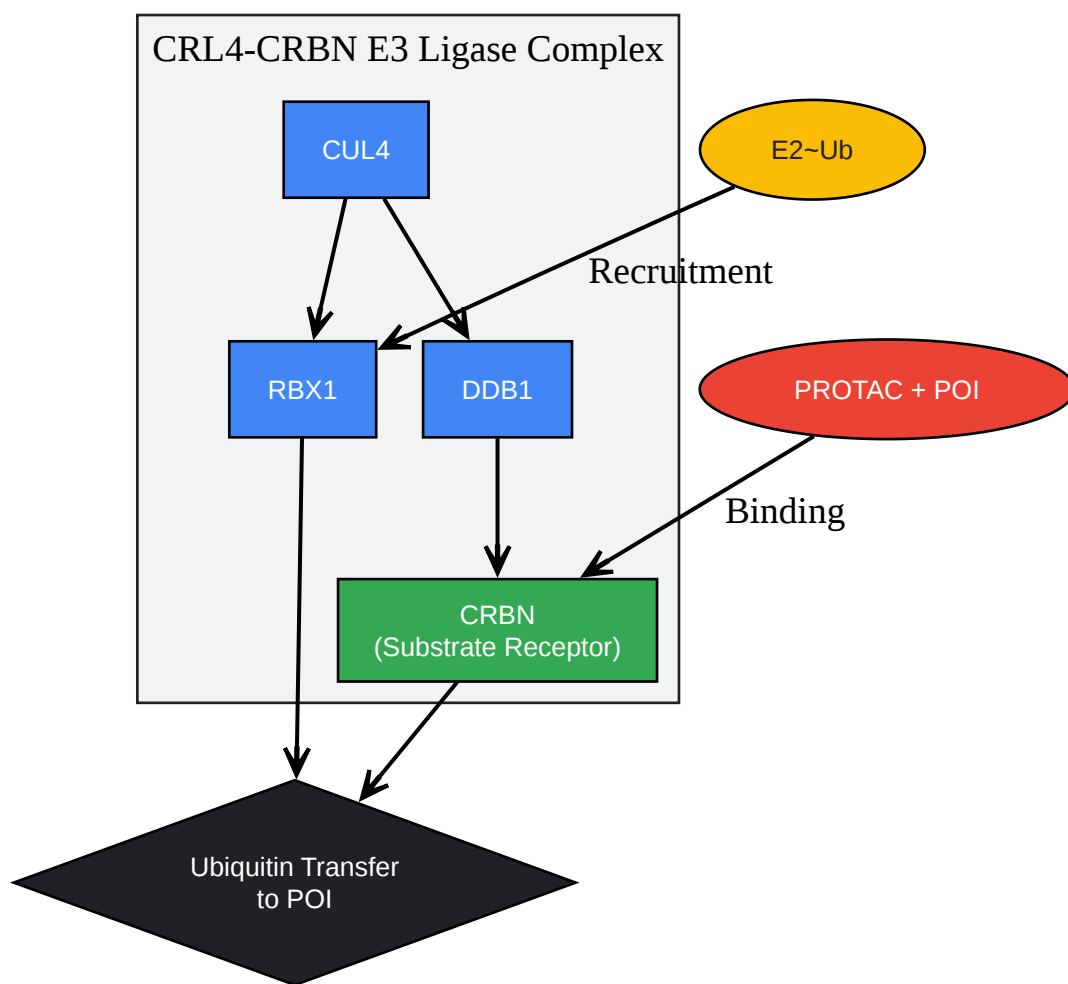 CRL4-CRBN E3 Ligase Complex
CUL4
E2~Ub
Recruitment
RBX1
DDB1
PROTAC + POI
Binding
CRBN
(Substrate Receptor)
Ubiquitin Transfer
to POI